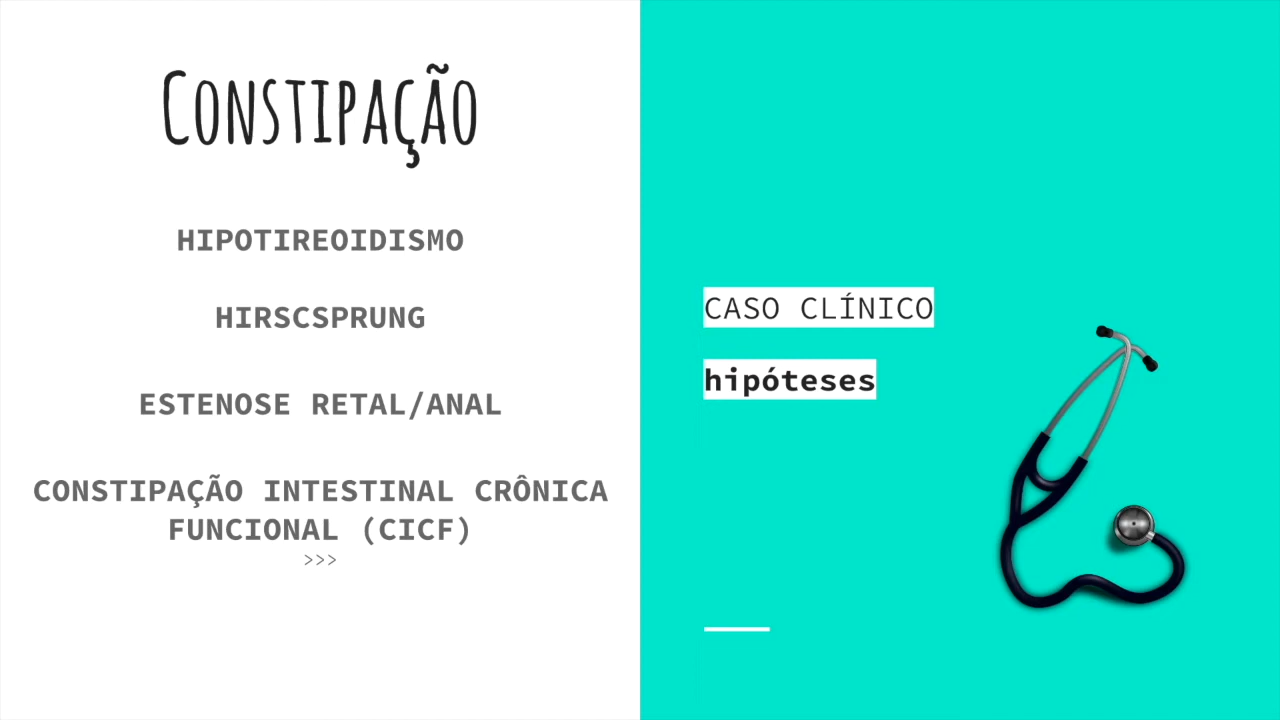 CONSTIPAÇÃO
HIPOTIREOIDISMO
HIRSCSPRUNG
ESTENOSE RETAL/ANAL
CONSTIPAÇÃO INTESTINAL CRÔNICA
FUNCIONAL (CICF)
>>>
CASO CLÍNICO
hipóteses